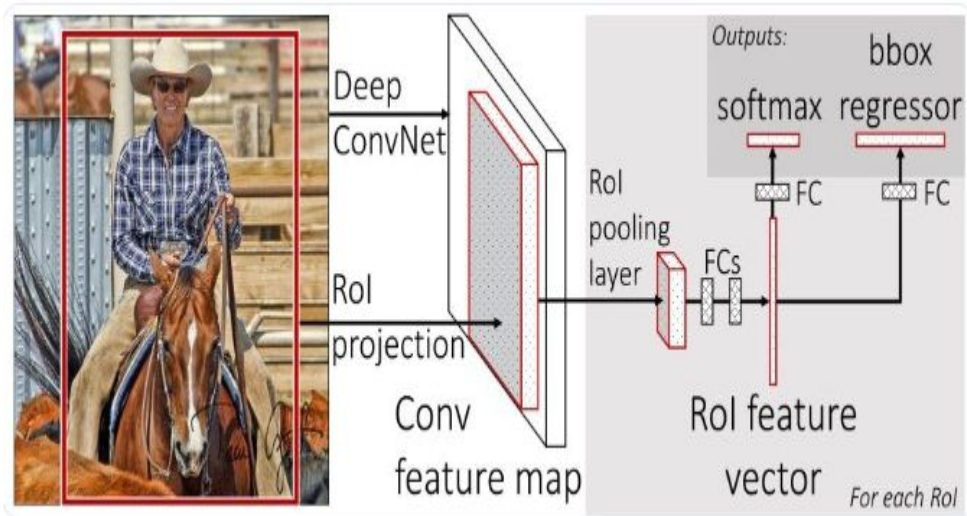 Deep
ConvNet
RoI
projection
Conv
feature map
RoI
pooling
layer
FCs
RoI feature
vector
For each RoI
Outputs:
softmax
bbox
regressor
FC
FC